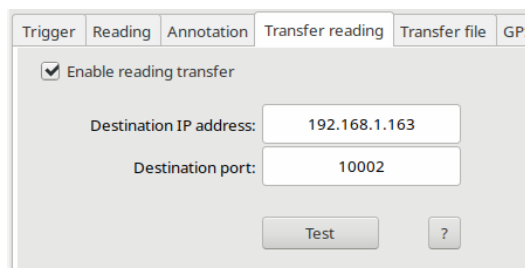 Trigger Reading Annotation Transfer reading Transfer file GP
Enable reading transfer
Destination IP address: 192.168.1.163
Destination port: 10002
Test ?